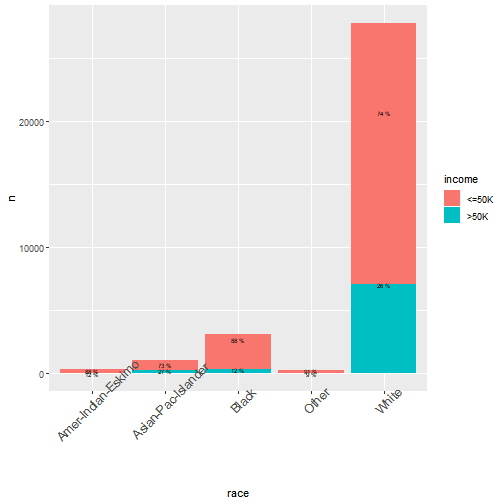 n
20000
10000
0
74 %
26 %
88 %
12 %
73 %
27 %
88 %
12 %
9 %
Amer-Indian-Eskimo
Asian-Pac-Islander
Black
Other
White
race
income
<=50K
>50K